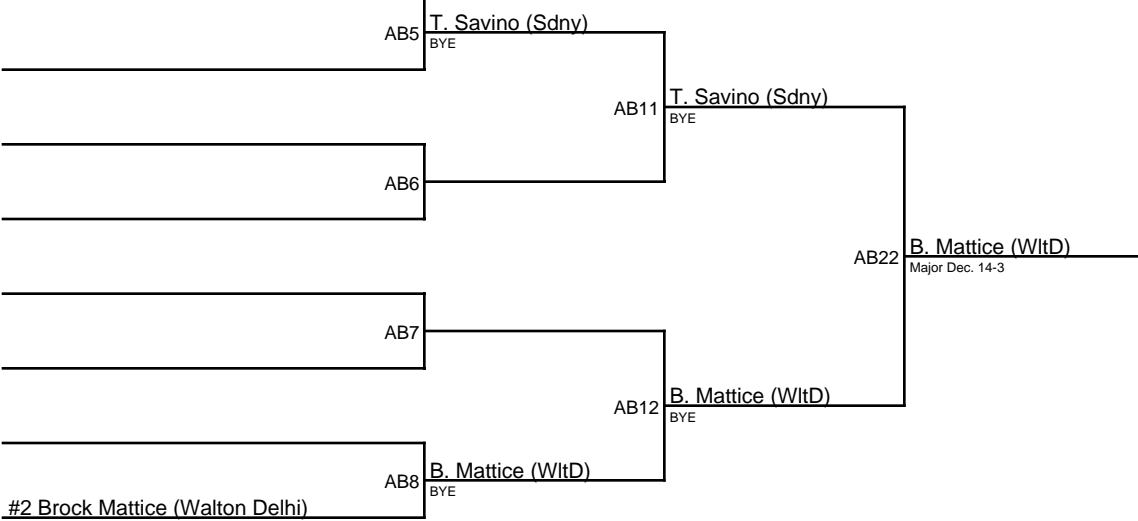 AB5
T. Savino (Sdny)
BYE
AB11
T. Savino (Sdny)
BYE
AB6
AB22
B. Mattice (WltD)
Major Dec. 14-3
AB7
AB12
B. Mattice (WltD)
BYE
AB8
B. Mattice (WltD)
BYE
#2 Brock Mattice (Walton Delhi)